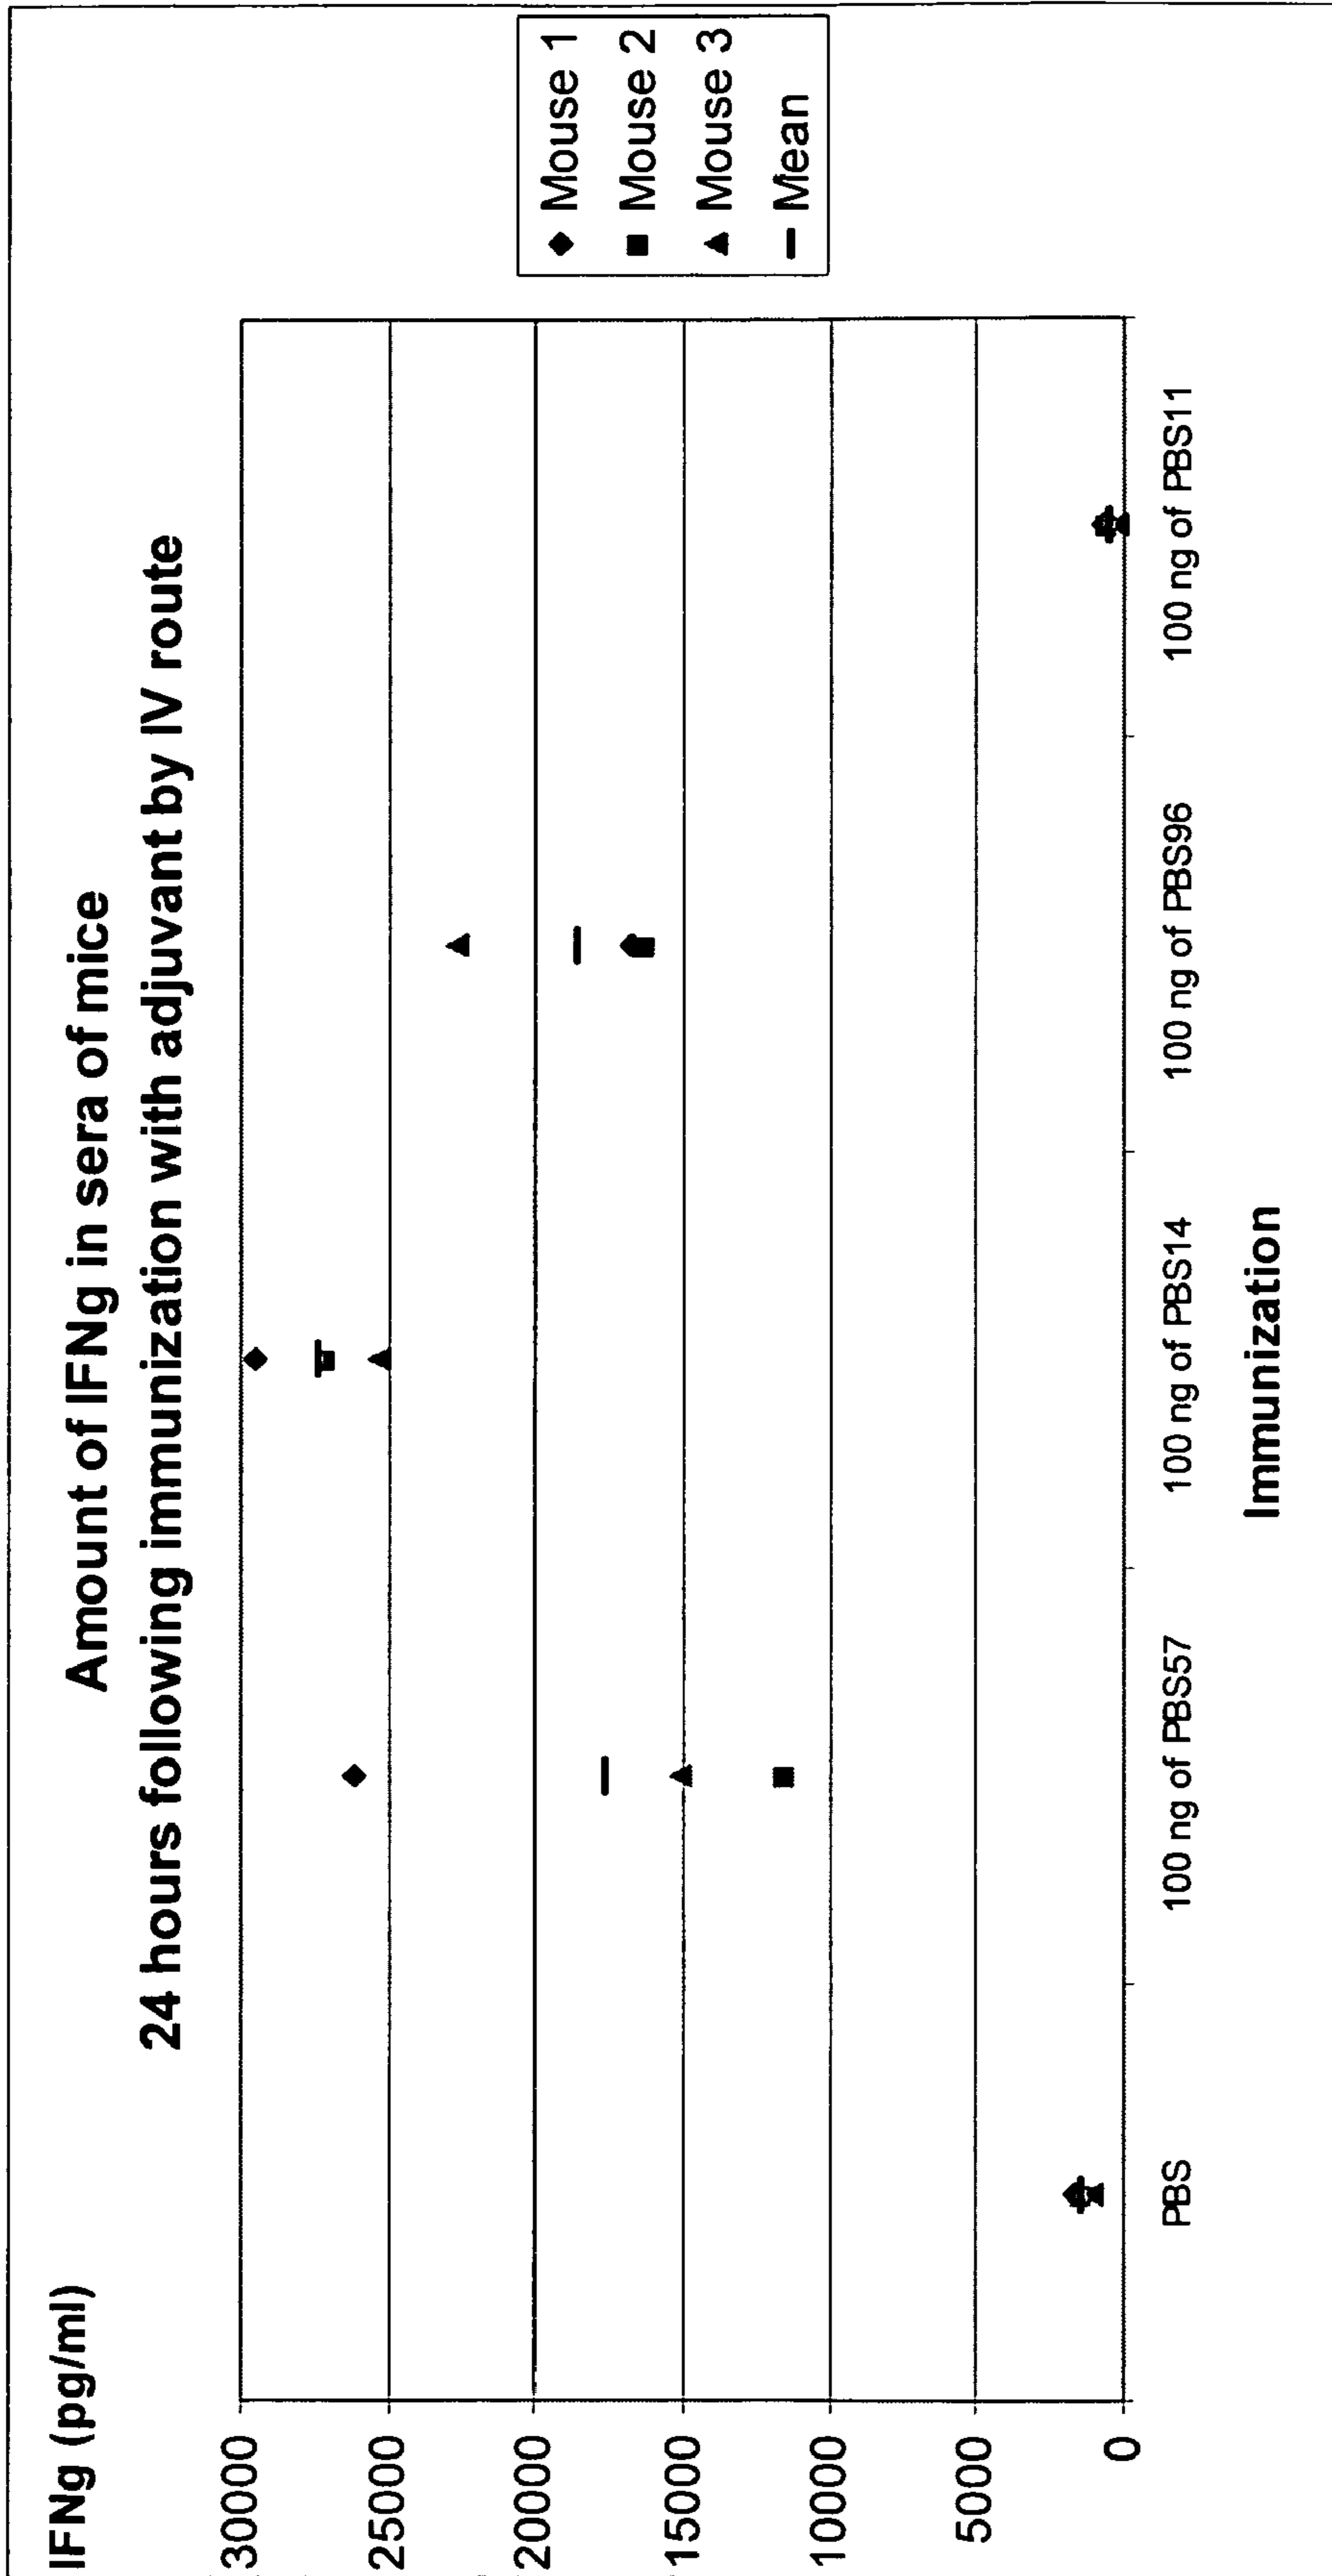 Amount of IFNg in sera of mice
24 hours following immunization with adjuvant by IV route
IFNg (pg/ml)
30000
25000
20000
15000
10000
5000
0
PBS
100 ng of PBS57
100 ng of PBS14
100 ng of PBS96
100 ng of PBS11
Immunization
Mouse 1
Mouse 2
Mouse 3
Mean